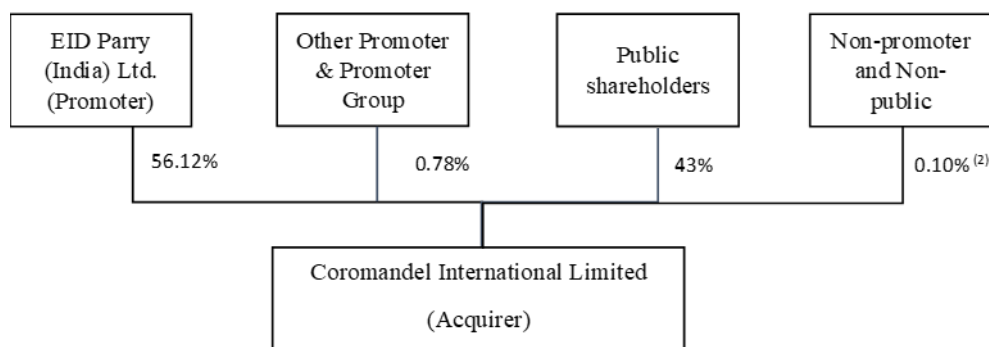 EID Parry
(India) Ltd.
(Promoter)
Other Promoter
& Promoter
Group
Public
shareholders
Non-promoter
and Non-
public
56.12%
0.78%
43%
0.10% (2)
Coromandel International Limited
(Acquirer)